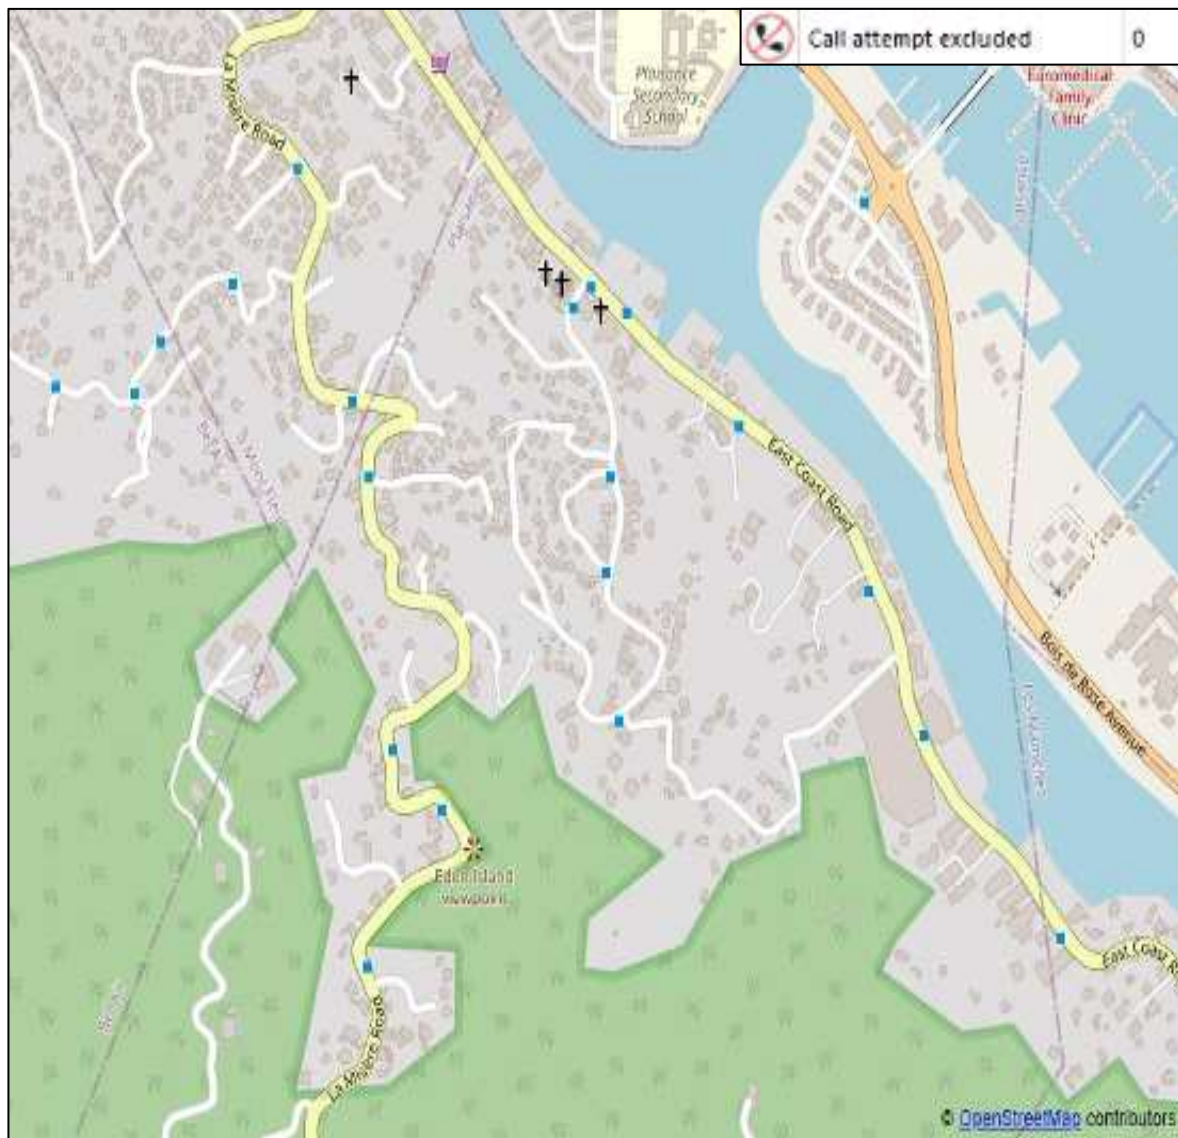 Call attempt excluded 0
Plaisance
Secondary
School
Euromedical
Family
Clinic
La Misère Road
East Coast Road
Bois de Rose Avenue
Eden Island
viewpoint
East Coast R
La Misère Road
© OpenStreetMap contributors